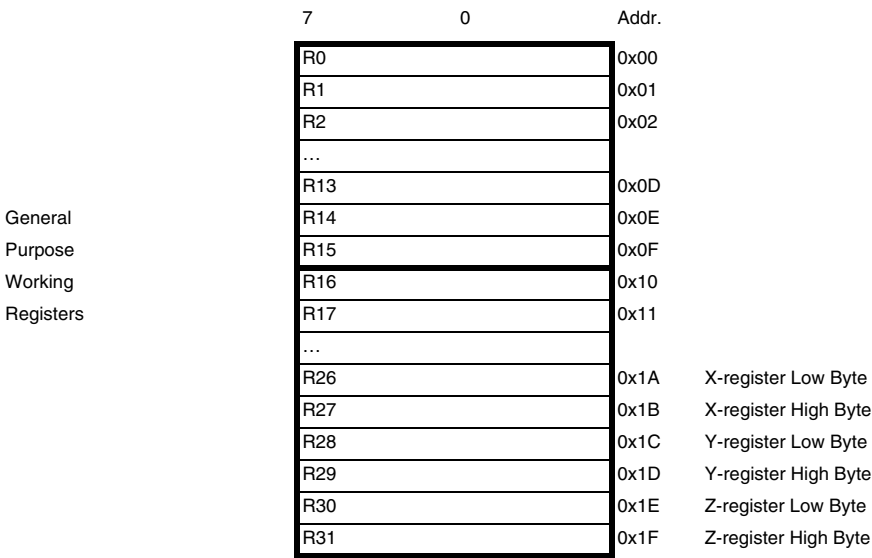 7 0 Addr.
R0 0x00
R1 0x01
R2 0x02
…
R13 0x0D
General R14 0x0E
Purpose R15 0x0F
Working R16 0x10
Registers R17 0x11
…
R26 0x1A X-register Low Byte
R27 0x1B X-register High Byte
R28 0x1C Y-register Low Byte
R29 0x1D Y-register High Byte
R30 0x1E Z-register Low Byte
R31 0x1F Z-register High Byte